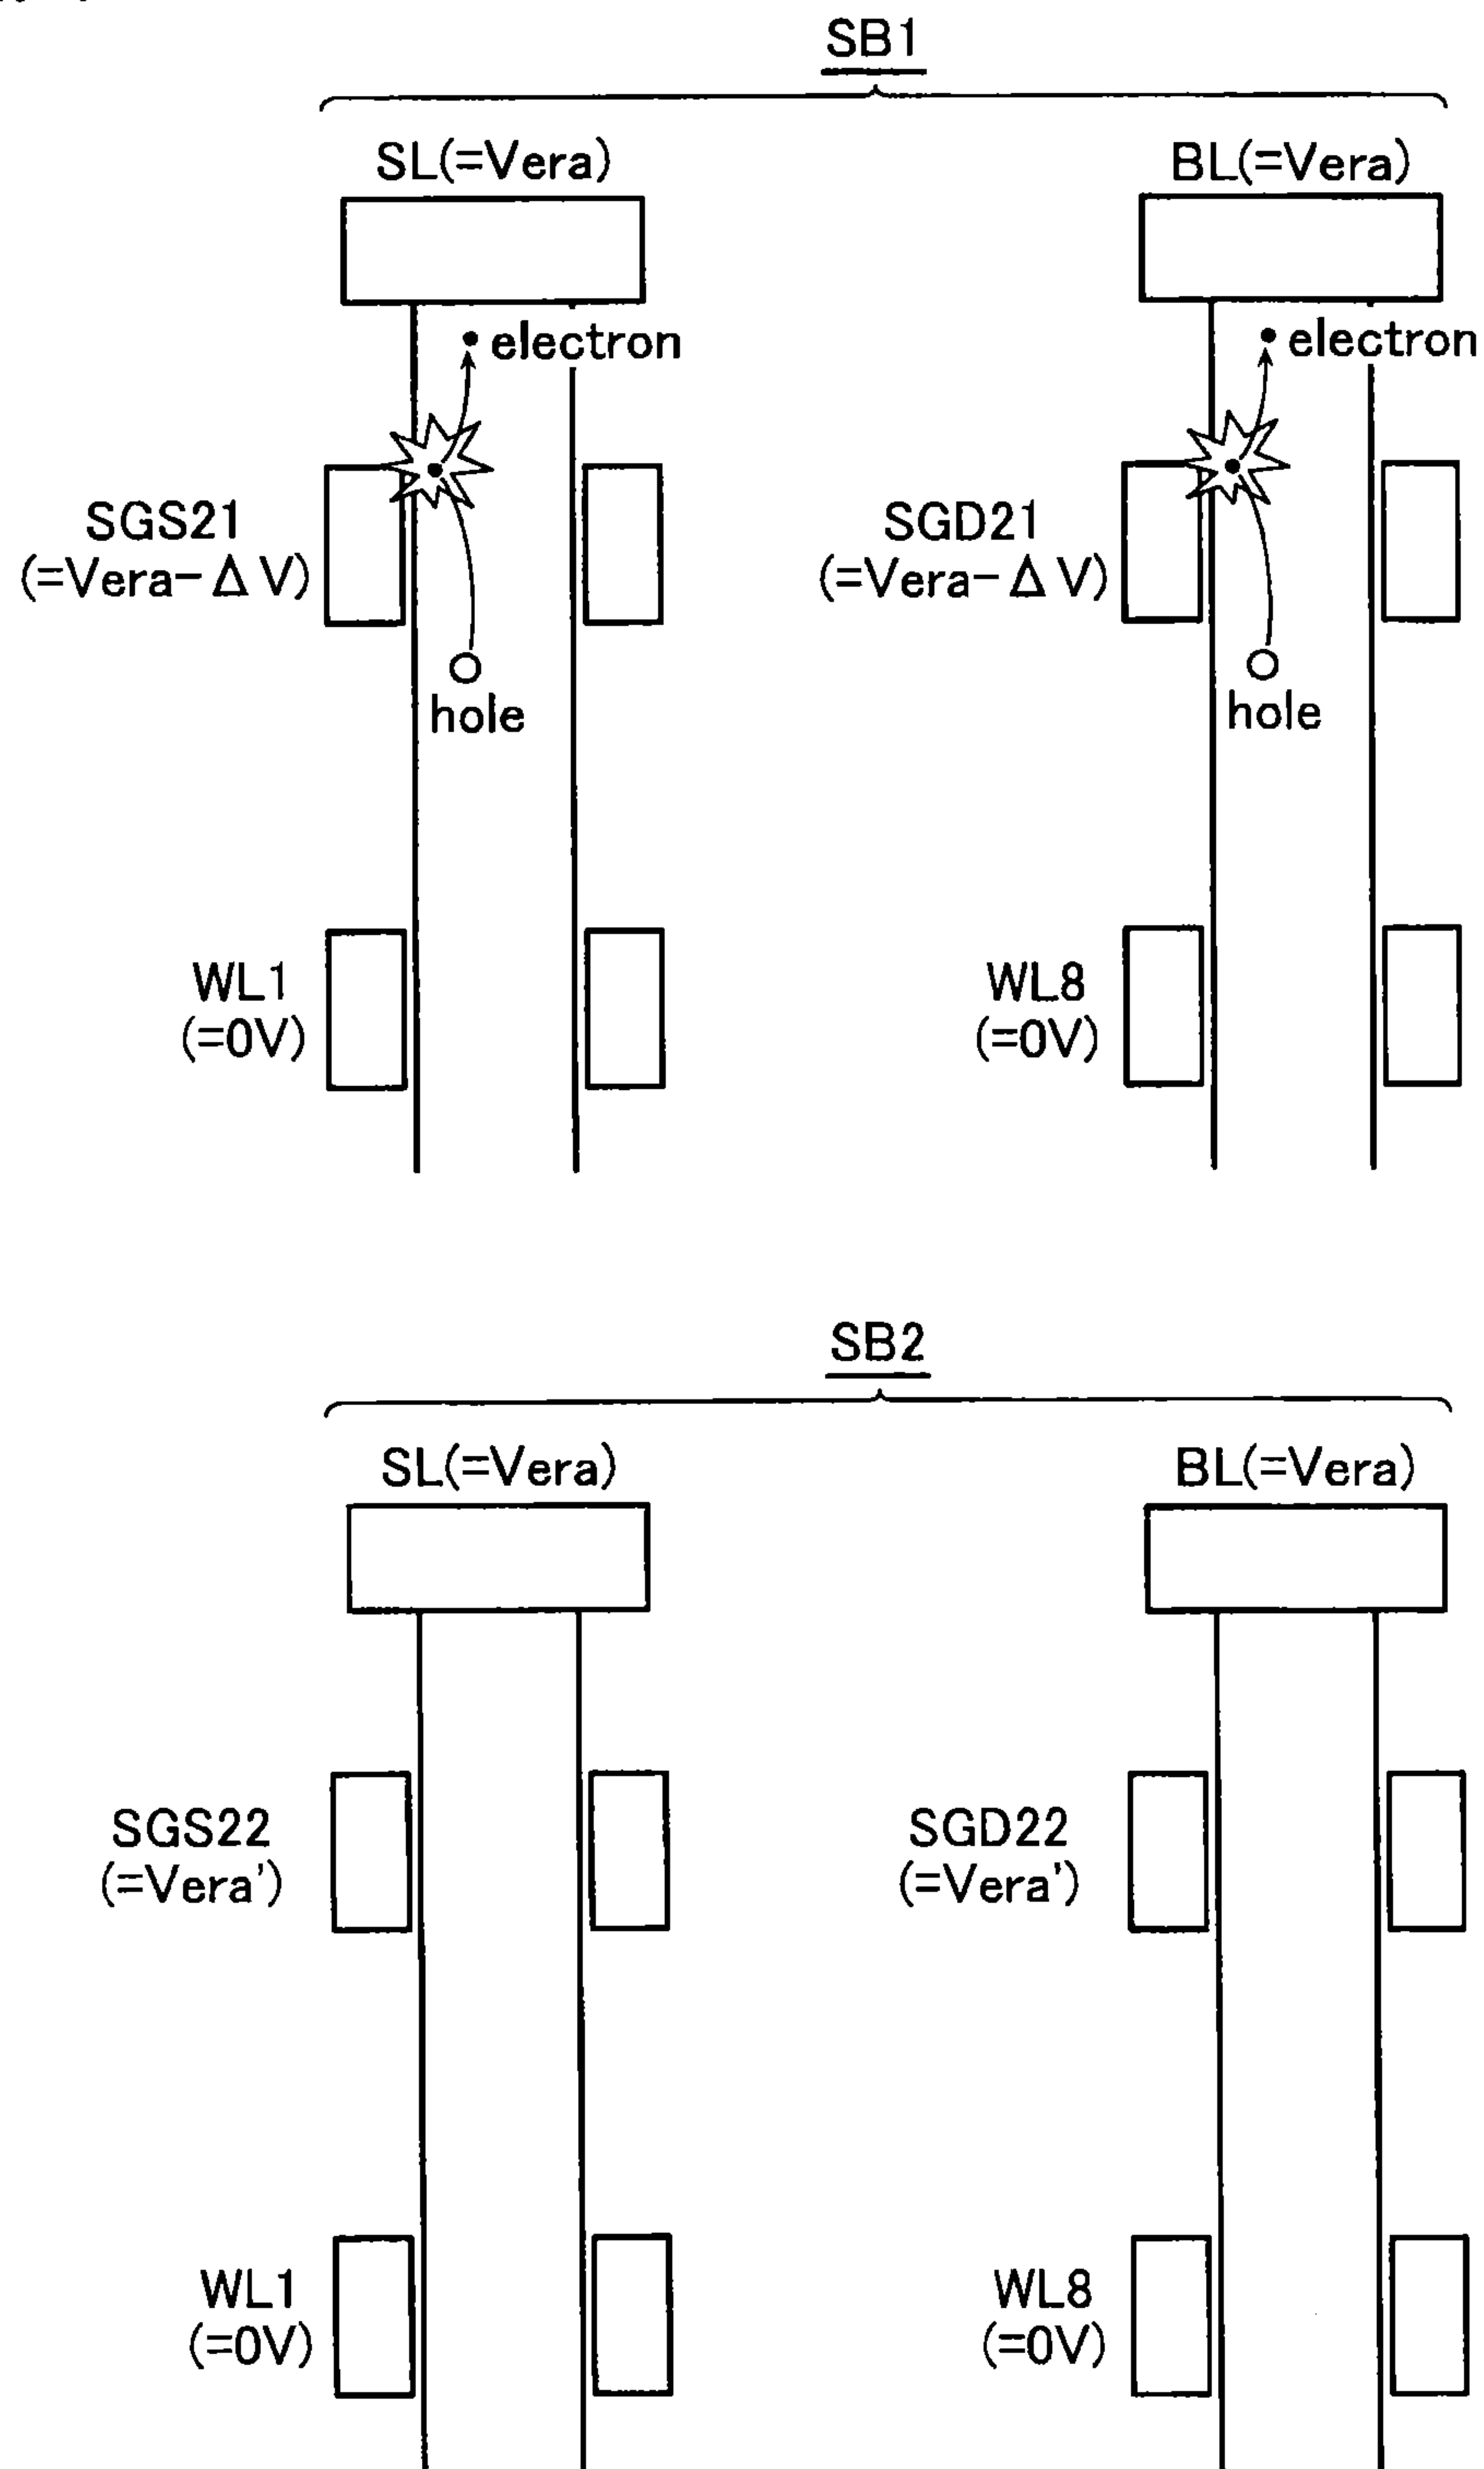 SB1
SL(=Vera)
BL(=Vera)
electron
electron
SGS21
(=Vera-ΔV)
SGD21
(=Vera-ΔV)
hole
hole
WL1
(=0V)
WL8
(=0V)
SB2
SL(=Vera)
BL(=Vera)
SGS22
(=Vera')
SGD22
(=Vera')
WL1
(=0V)
WL8
(=0V)